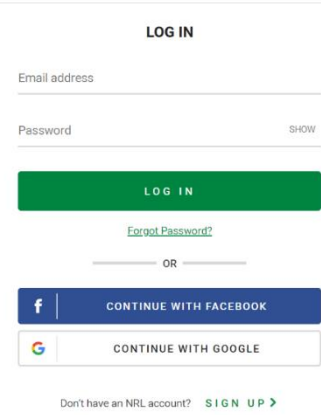 LOG IN
Email address
Password SHOW
LOG IN
Forgot Password?
OR
f CONTINUE WITH FACEBOOK
G CONTINUE WITH GOOGLE
Don't have an NRL account? SIGN UP >